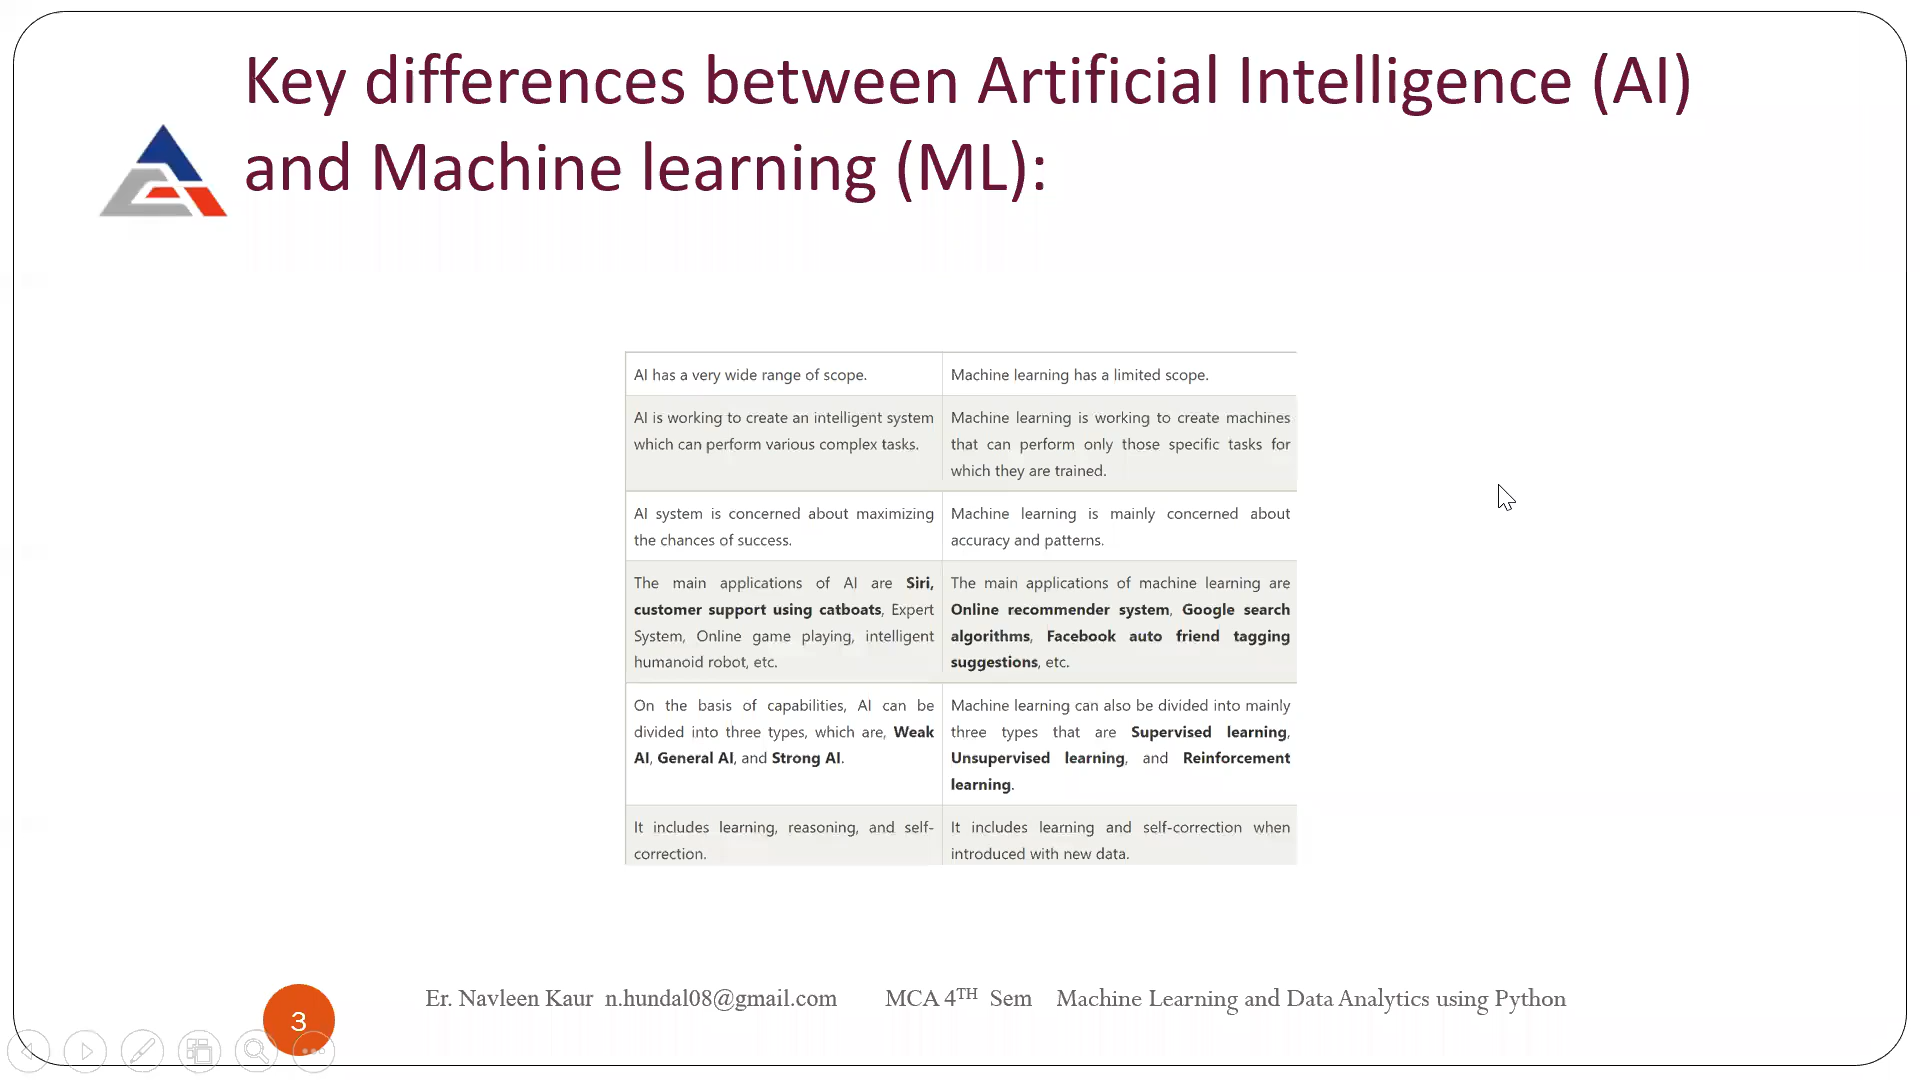 Key differences between Artificial Intelligence (AI)
and Machine learning (ML):
AI has a very wide range of scope.
Machine learning has a limited scope.
AI is working to create an intelligent system
which can perform various complex tasks.
Machine learning is working to create machines
that can perform only those specific tasks for
which they are trained.
AI system is concerned about maximizing
the chances of success.
Machine learning is mainly concerned about
accuracy and patterns.
The main applications of AI are Siri,
customer support using catboats, Expert
System, Online game playing, intelligent
humanoid robot, etc.
The main applications of machine learning are
Online recommender system, Google search
algorithms, Facebook auto friend tagging
suggestions, etc.
On the basis of capabilities, AI can be
divided into three types, which are, Weak
AI, General AI, and Strong AI.
Machine learning can also be divided into mainly
three types that are Supervised learning,
Unsupervised learning, and Reinforcement
learning.
It includes learning, reasoning, and self-
correction.
It includes learning and self-correction when
introduced with new data.
3
Er. Navleen Kaur n.hundal08@gmail.com MCA 4TH Sem Machine Learning and Data Analytics using Python